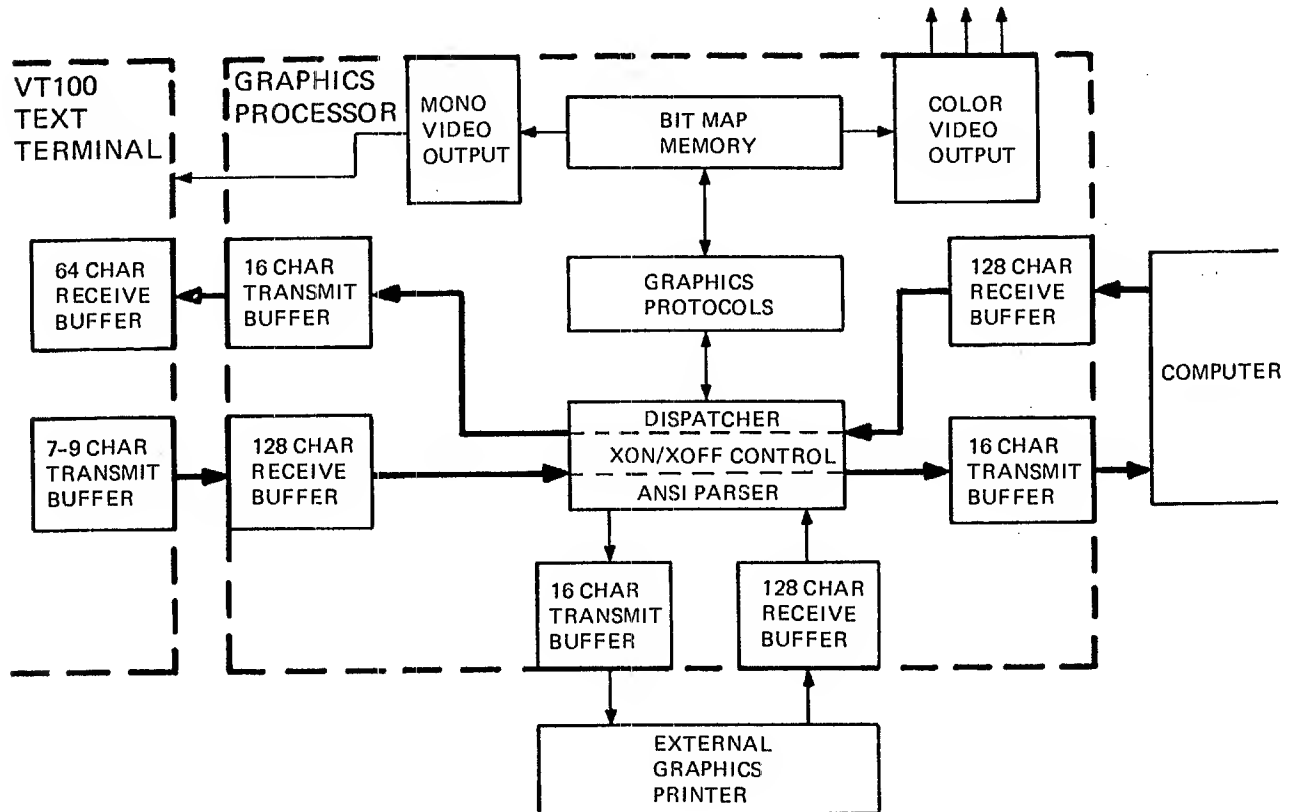 VT100
TEXT
TERMINAL
GRAPHICS
PROCESSOR
MONO
VIDEO
OUTPUT
BIT MAP
MEMORY
COLOR
VIDEO
OUTPUT
64 CHAR
RECEIVE
BUFFER
16 CHAR
TRANSMIT
BUFFER
GRAPHICS
PROTOCOLS
128 CHAR
RECEIVE
BUFFER
COMPUTER
7-9 CHAR
TRANSMIT
BUFFER
128 CHAR
RECEIVE
BUFFER
DISPATCHER
XON/XOFF CONTROL
ANSI PARSER
16 CHAR
TRANSMIT
BUFFER
16 CHAR
TRANSMIT
BUFFER
128 CHAR
RECEIVE
BUFFER
EXTERNAL
GRAPHICS
PRINTER